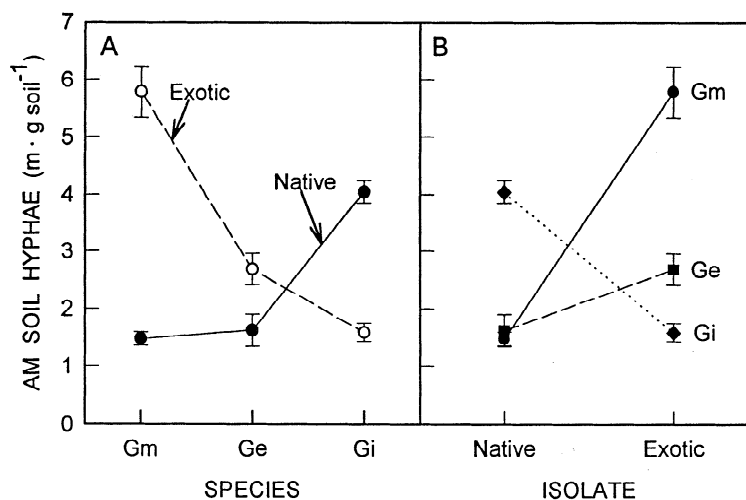 AM SOIL HYPHAE (m · g soil⁻¹)
7
6
5
4
3
2
1
0
A
Exotic
Native
Gm
Ge
Gi
SPECIES
B
Gm
Ge
Gi
Native
Exotic
ISOLATE